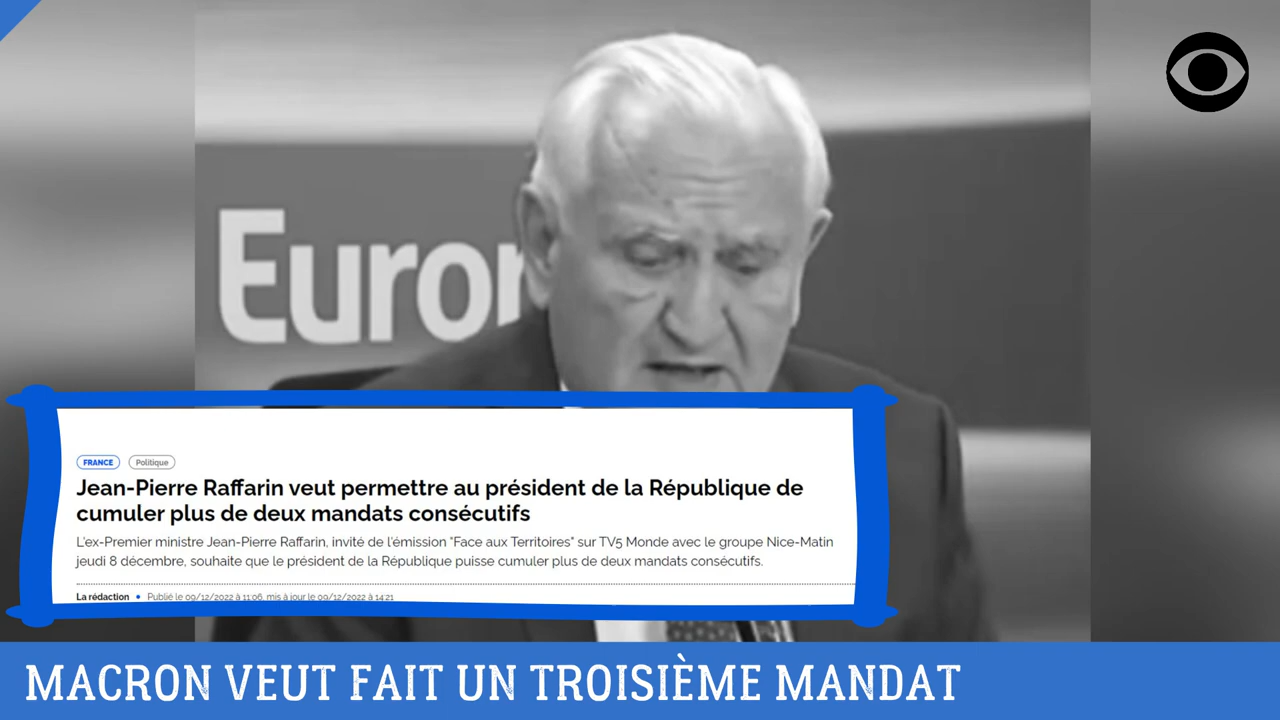 Euron
FRANCE Politique
Jean-Pierre Raffarin veut permettre au président de la République de
cumuler plus de deux mandats consécutifs
L'ex-Premier ministre Jean-Pierre Raffarin, invité de l'émission "Face aux Territoires" sur TV5 Monde avec le groupe Nice-Matin
jeudi 8 décembre, souhaite que le président de la République puisse cumuler plus de deux mandats consécutifs.
La rédaction • Publié le 09/12/2022 à 11:06, mis à jour le 09/12/2022 à 14:21
MACRON VEUT FAIT UN TROISIÈME MANDAT